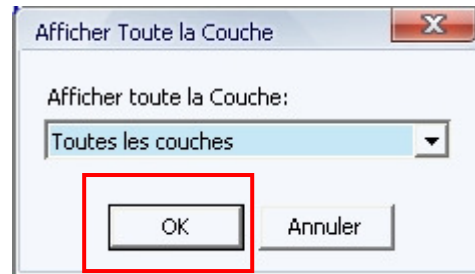 Afficher Toute la Couche
Afficher toute la Couche:
Toutes les couches
OK Annuler